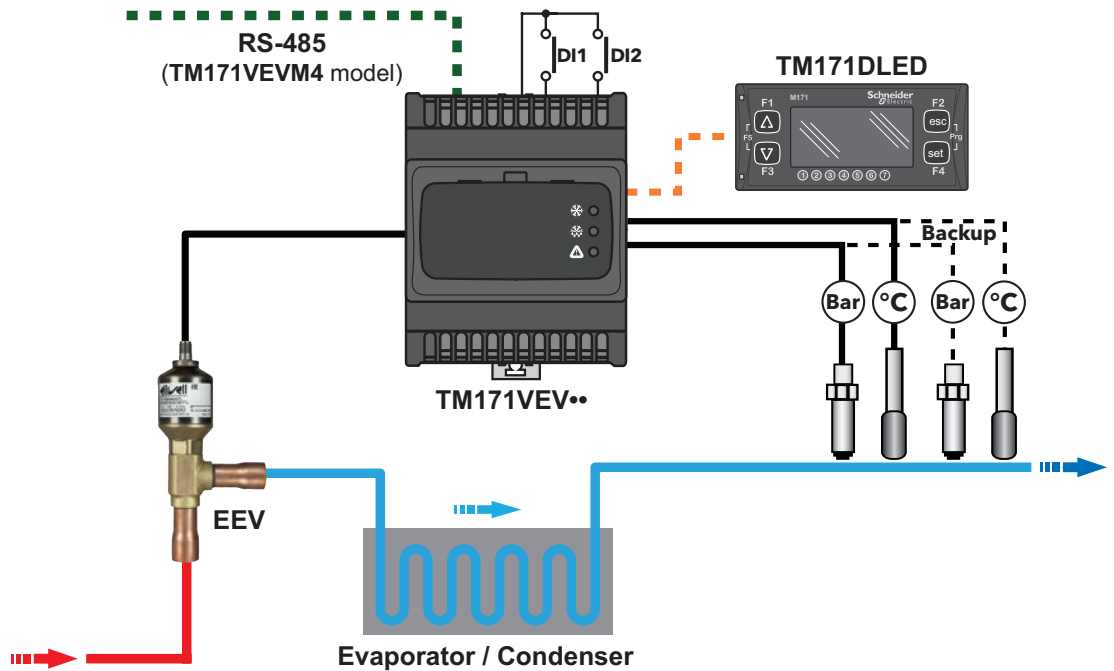 RS-485
(TM171VEVM4 model)
DI1
DI2
TM171DLED
M171
Schneider
Electric
F1
F2
esc
F5
Prg
set
F3
F4
1 2 3 4 5 6 7
Backup
Bar
°C
Bar
°C
TM171VEV••
EEV
Evaporator / Condenser